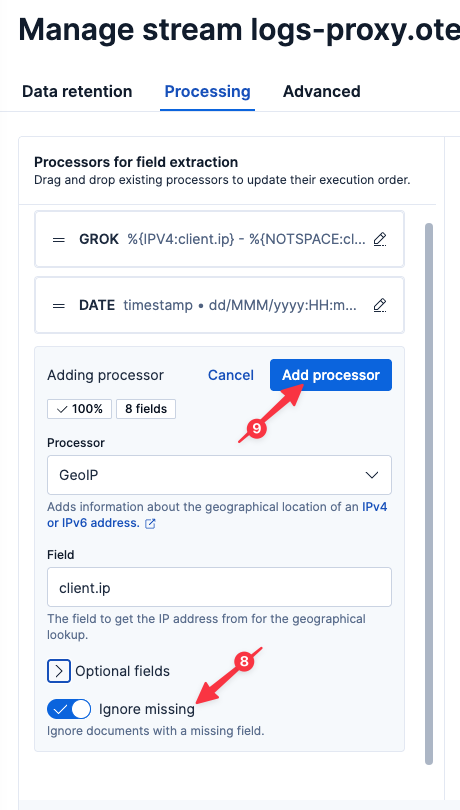 Manage stream logs-proxy.ote
Data retention Processing Advanced
Processors for field extraction
Drag and drop existing processors to update their execution order.
GROK %{IPV4:client.ip} - %{NOTSPACE:cl...
DATE timestamp • dd/MMM/yyyy:HH:m...
Adding processor Cancel Add processor
100% 8 fields
9
Processor
GeoIP
Adds information about the geographical location of an IPv4
or IPv6 address.
Field
client.ip
The field to get the IP address from for the geographical
lookup.
8
Optional fields
Ignore missing
Ignore documents with a missing field.